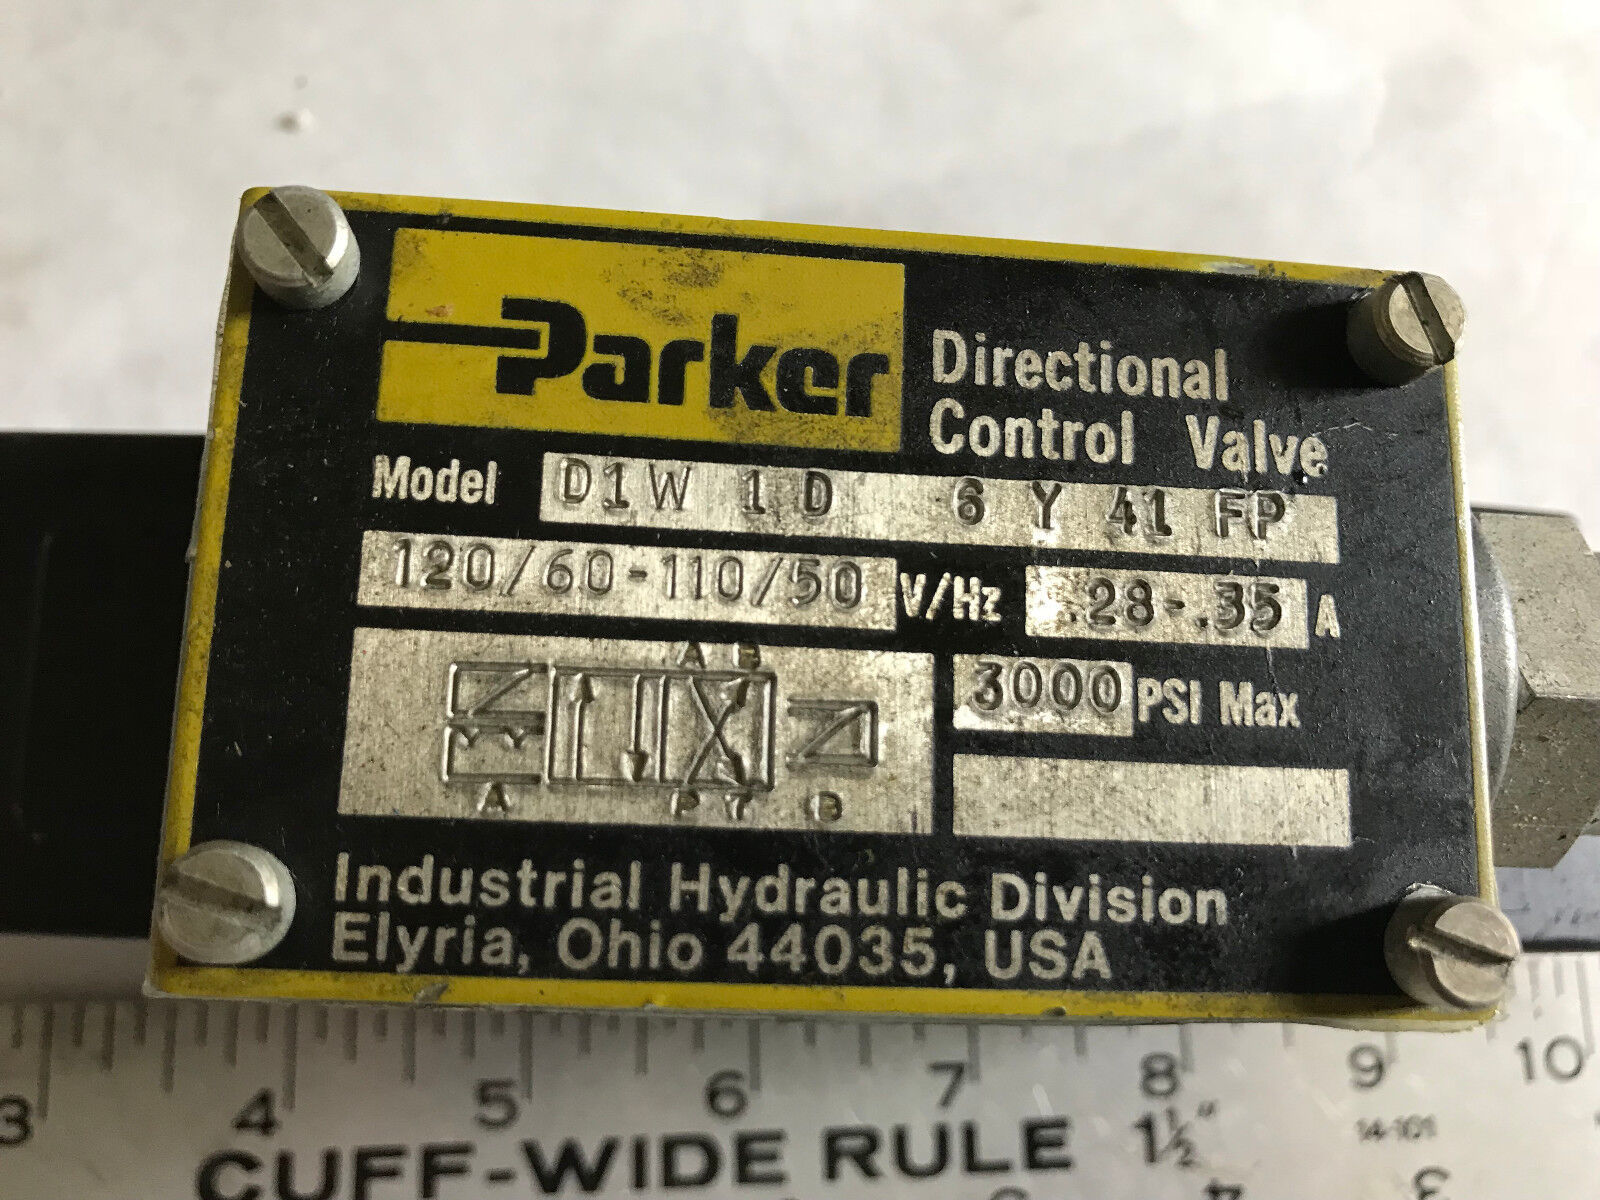 Parker
Directional
Control Valve
Model D1W 1 D 6 Y 41 FP
120/60-110/50 V/Hz .28-.35 A
A B
3000 PSI Max
A P T B
Industrial Hydraulic Division
Elyria, Ohio 44035, USA
3 4 5 6 7 8 9 10
CUFF-WIDE RULE 1½" 14-101